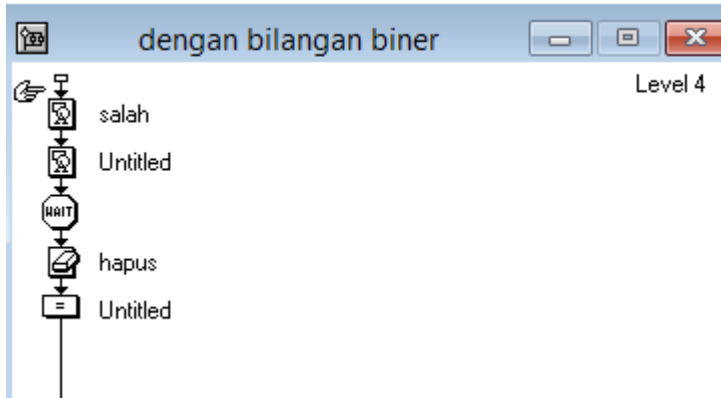 dengan bilangan biner
Level 4
salah
Untitled
WAIT
hapus
=
Untitled